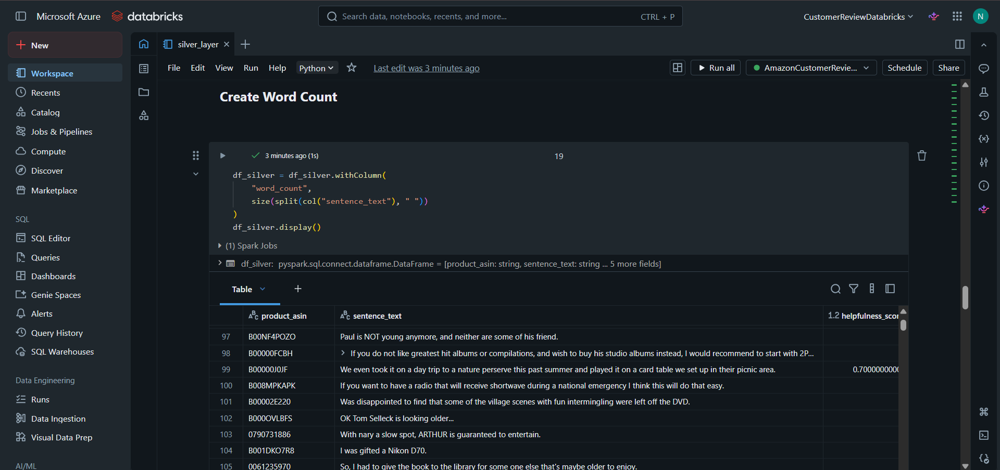 Microsoft Azure databricks
Search data, notebooks, recents, and more... CTRL + P
CustomerReviewDatabricks
N
New
Workspace
Recents
Catalog
Jobs & Pipelines
Compute
Discover
Marketplace
SQL
SQL Editor
Queries
Dashboards
Genie Spaces
Alerts
Query History
SQL Warehouses
Data Engineering
Runs
Data Ingestion
Visual Data Prep
AI/ML
silver_layer
File Edit View Run Help Python Last edit was 3 minutes ago
Run all AmazonCustomerRevie... Schedule Share
Create Word Count
3 minutes ago (1s) 19
df_silver = df_silver.withColumn(
"word_count",
size(split(col("sentence_text"), " "))
)
df_silver.display()
(1) Spark Jobs
df_silver: pyspark.sql.connect.dataframe.DataFrame = [product_asin: string, sentence_text: string ... 5 more fields]
Table
product_asin sentence_text 1.2 helpfulness_scor
97 B00NF4POZO Paul is NOT young anymore, and neither are some of his friend.
98 B00000FCBH If you do not like greatest hit albums or compilations, and wish to buy his studio albums instead, I would recommend to start with 2P...
99 B00000J0JF We even took it on a day trip to a nature perserve this past summer and played it on a card table we set up in their picnic area. 0.7000000000
100 B008MPKAPK If you want to have a radio that will receive shortwave during a national emergency I think this will do that easy.
101 B00002E220 Was disappointed to find that some of the village scenes with fun intermingling were left off the DVD.
102 B000OVLBFS OK Tom Selleck is looking older...
103 0790731886 With nary a slow spot, ARTHUR is guaranteed to entertain.
104 B001DKO7R8 I was gifted a Nikon D70.
105 0061235970 So, I had to give the book to the library for some one else that's maybe older to enjoy.